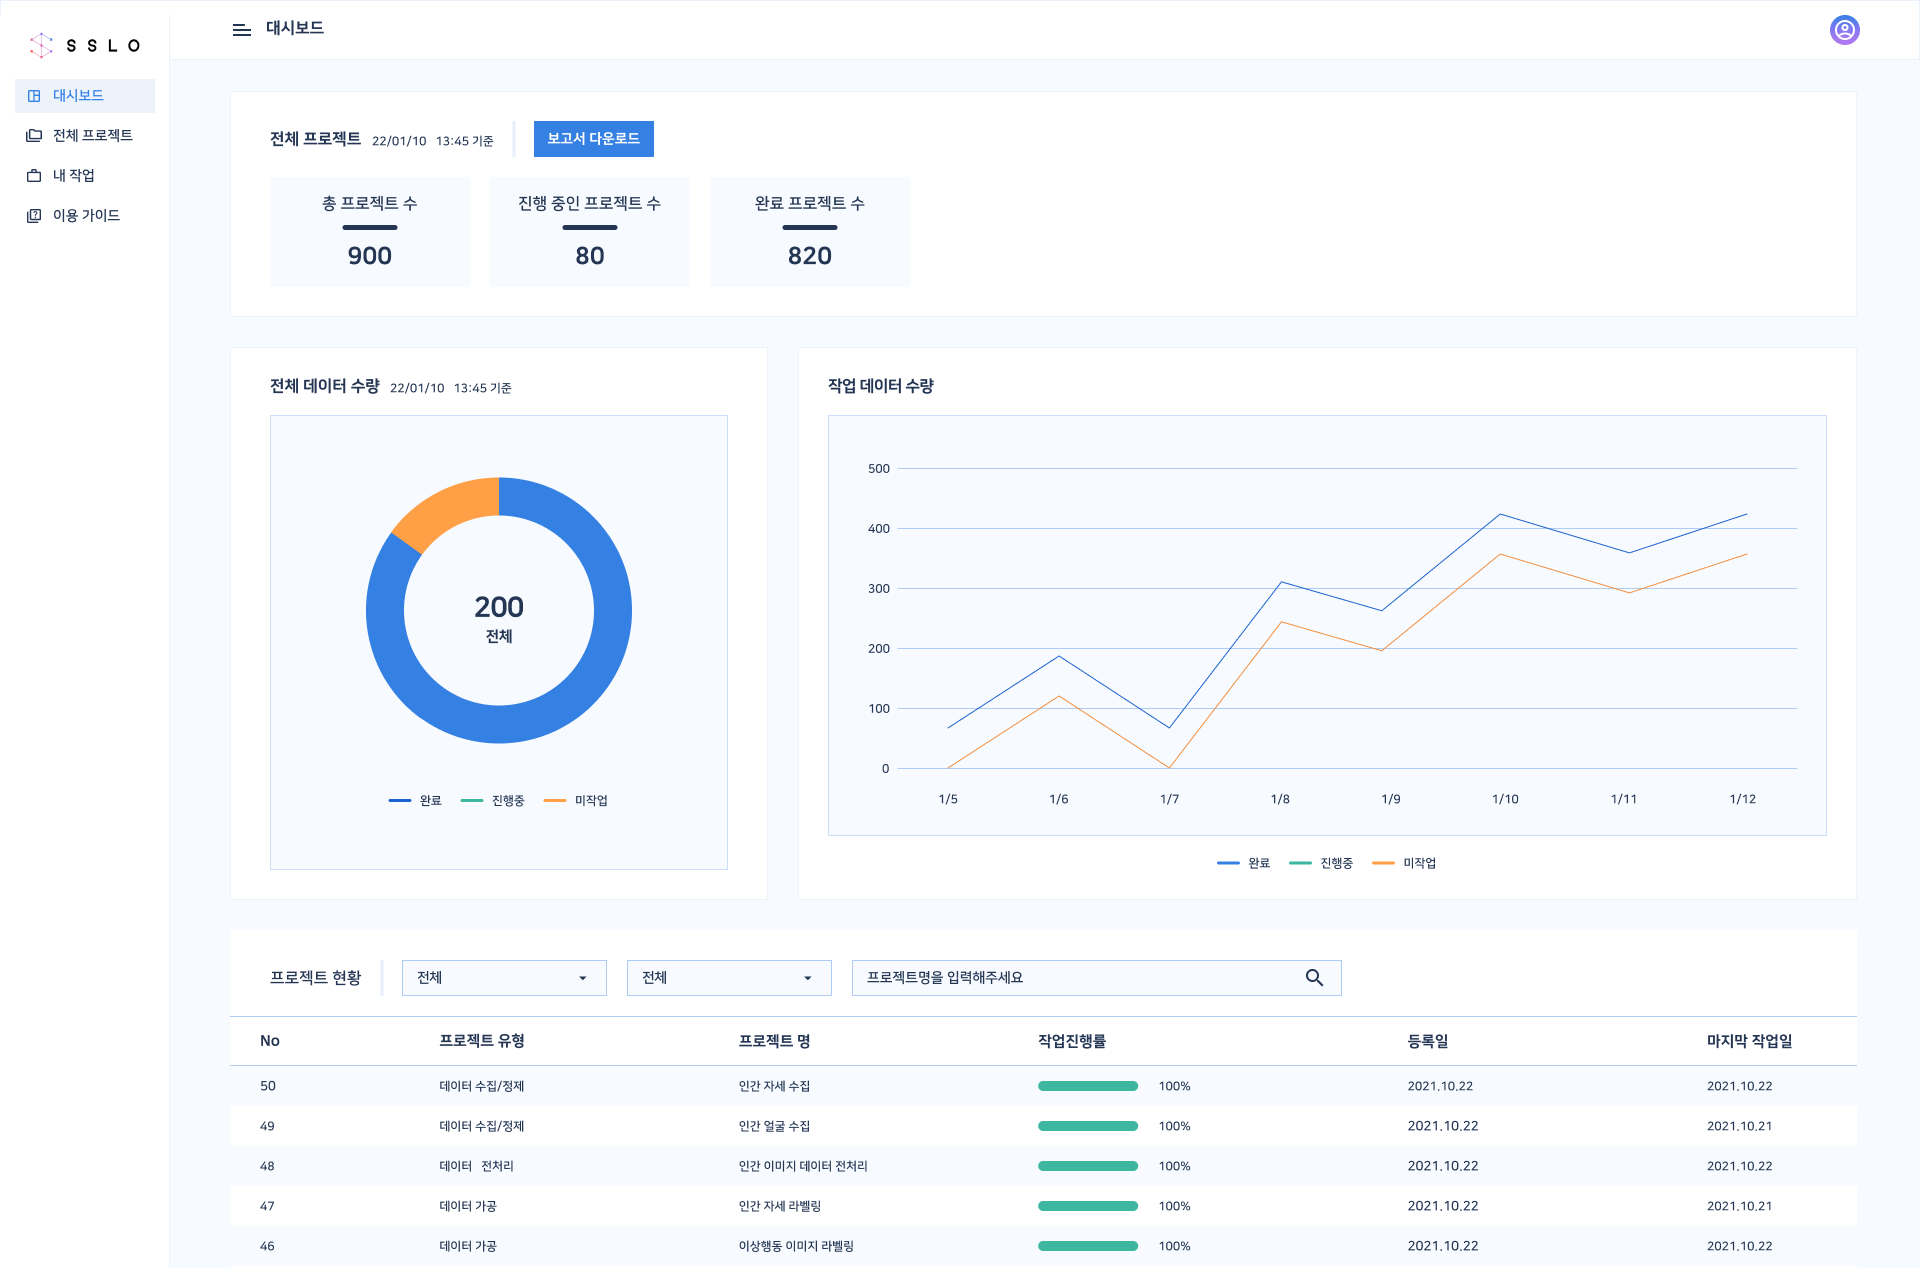 SSLO
대시보드
대시보드
전체 프로젝트
내 작업
이용 가이드
전체 프로젝트 22/01/10 13:45 기준
보고서 다운로드
총 프로젝트 수
900
진행 중인 프로젝트 수
80
완료 프로젝트 수
820
전체 데이터 수량 22/01/10 13:45 기준
200
전체
완료 진행중 미작업
작업 데이터 수량
500
400
300
200
100
0
1/5 1/6 1/7 1/8 1/9 1/10 1/11 1/12
완료 진행중 미작업
프로젝트 현황 전체 전체 프로젝트명을 입력해주세요
No 프로젝트 유형 프로젝트 명 작업진행률 등록일 마지막 작업일
50 데이터 수집/정제 인간 자세 수집 100% 2021.10.22 2021.10.22
49 데이터 수집/정제 인간 얼굴 수집 100% 2021.10.22 2021.10.21
48 데이터 전처리 인간 이미지 데이터 전처리 100% 2021.10.22 2021.10.22
47 데이터 가공 인간 자세 라벨링 100% 2021.10.22 2021.10.21
46 데이터 가공 이상행동 이미지 라벨링 100% 2021.10.22 2021.10.22